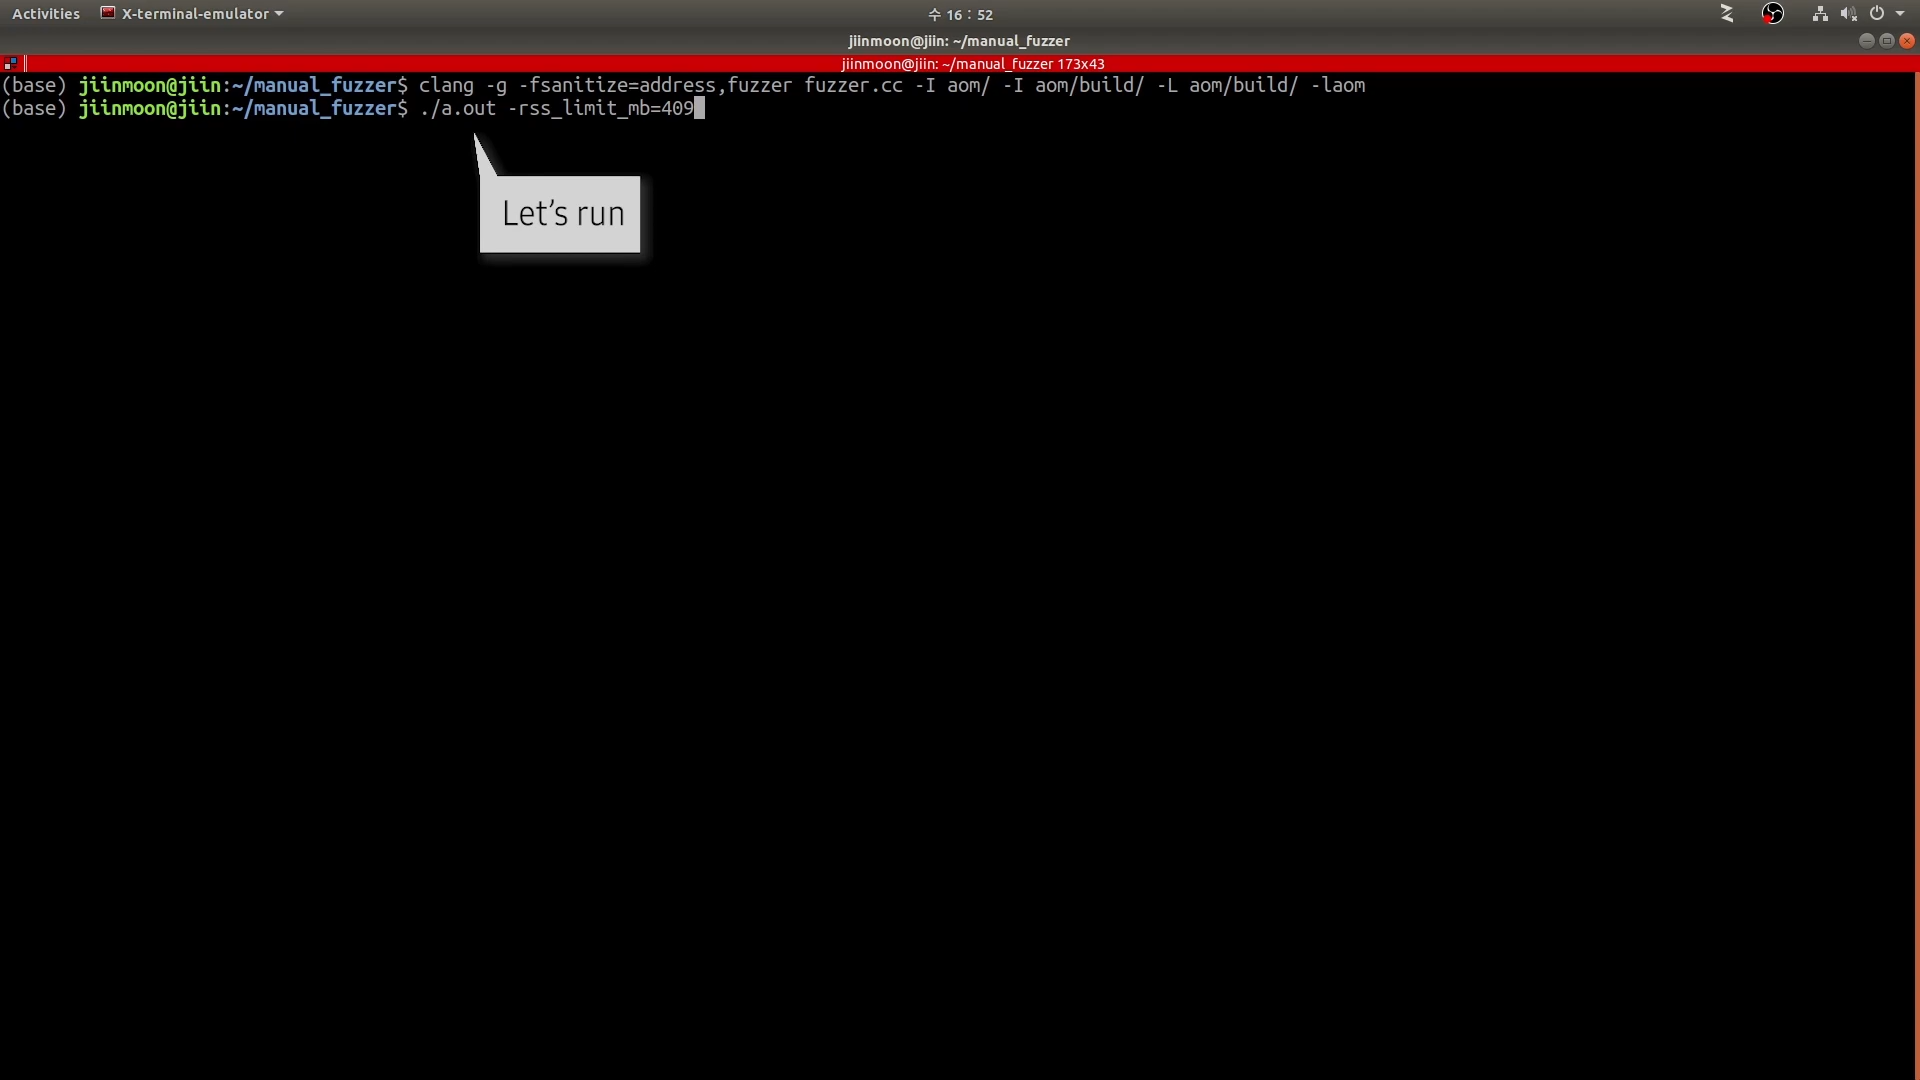 Activities X-terminal-emulator 수 16 : 52
jiinmoon@jiin: ~/manual_fuzzer
jiinmoon@jiin: ~/manual_fuzzer 173x43
(base) jiinmoon@jiin:~/manual_fuzzer$ clang -g -fsanitize=address,fuzzer fuzzer.cc -I aom/ -I aom/build/ -L aom/build/ -laom
(base) jiinmoon@jiin:~/manual_fuzzer$ ./a.out -rss_limit_mb=409
Let’s run